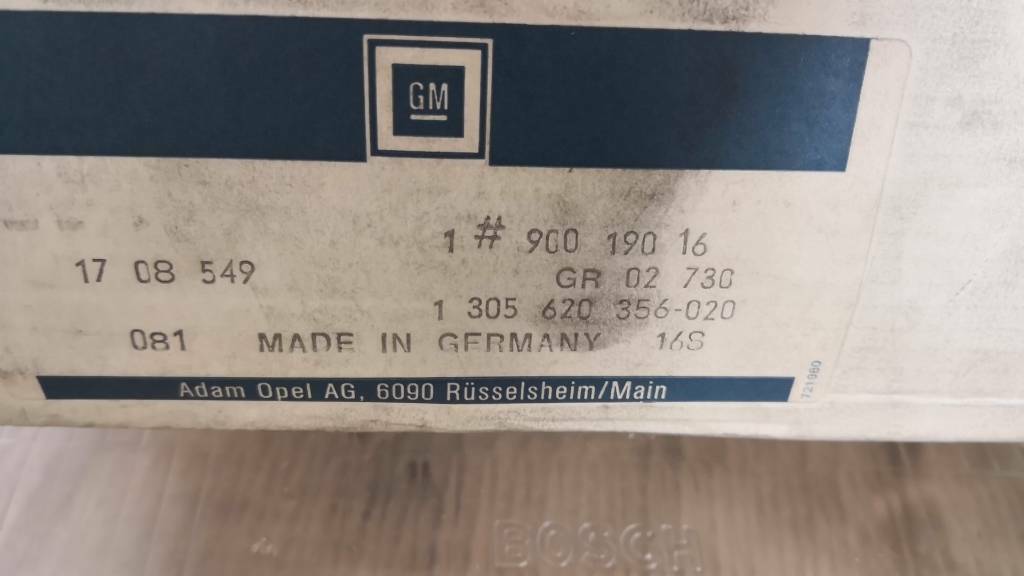 GM
1 # 900 190 16
17 08 549
GR 02 730
1 305 620 356-020
081 MADE IN GERMANY 16S
721960
Adam Opel AG, 6090 Rüsselsheim/Main
BOSCH